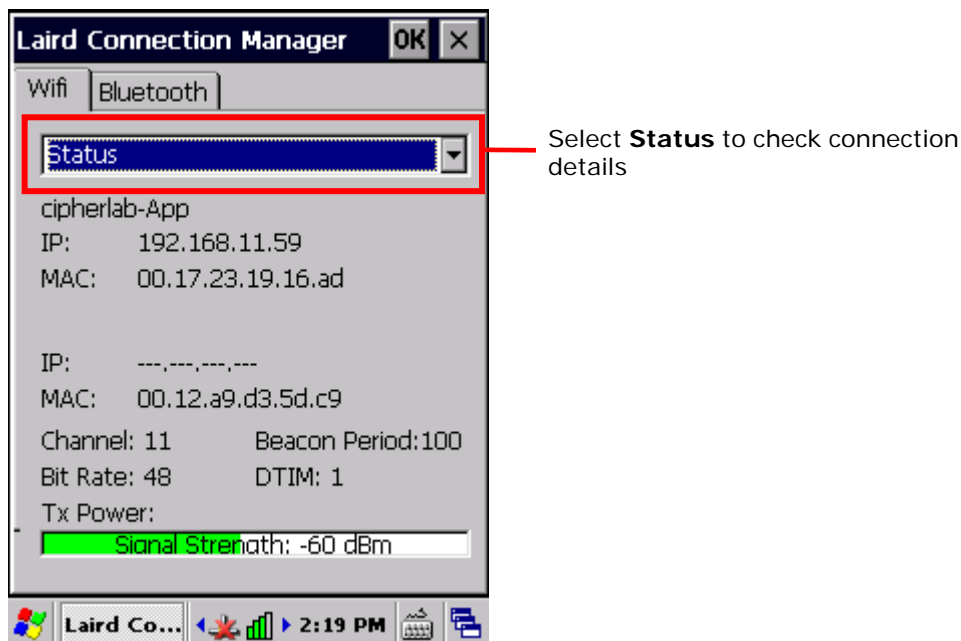 Laird Connection Manager OK ×
Wifi Bluetooth
Status
Select Status to check connection
details
cipherlab-App
IP: 192.168.11.59
MAC: 00.17.23.19.16.ad
IP: ---.---.---.---
MAC: 00.12.a9.d3.5d.c9
Channel: 11 Beacon Period:100
Bit Rate: 48 DTIM: 1
Tx Power:
Signal Strength: -60 dBm
Laird Co... 2:19 PM